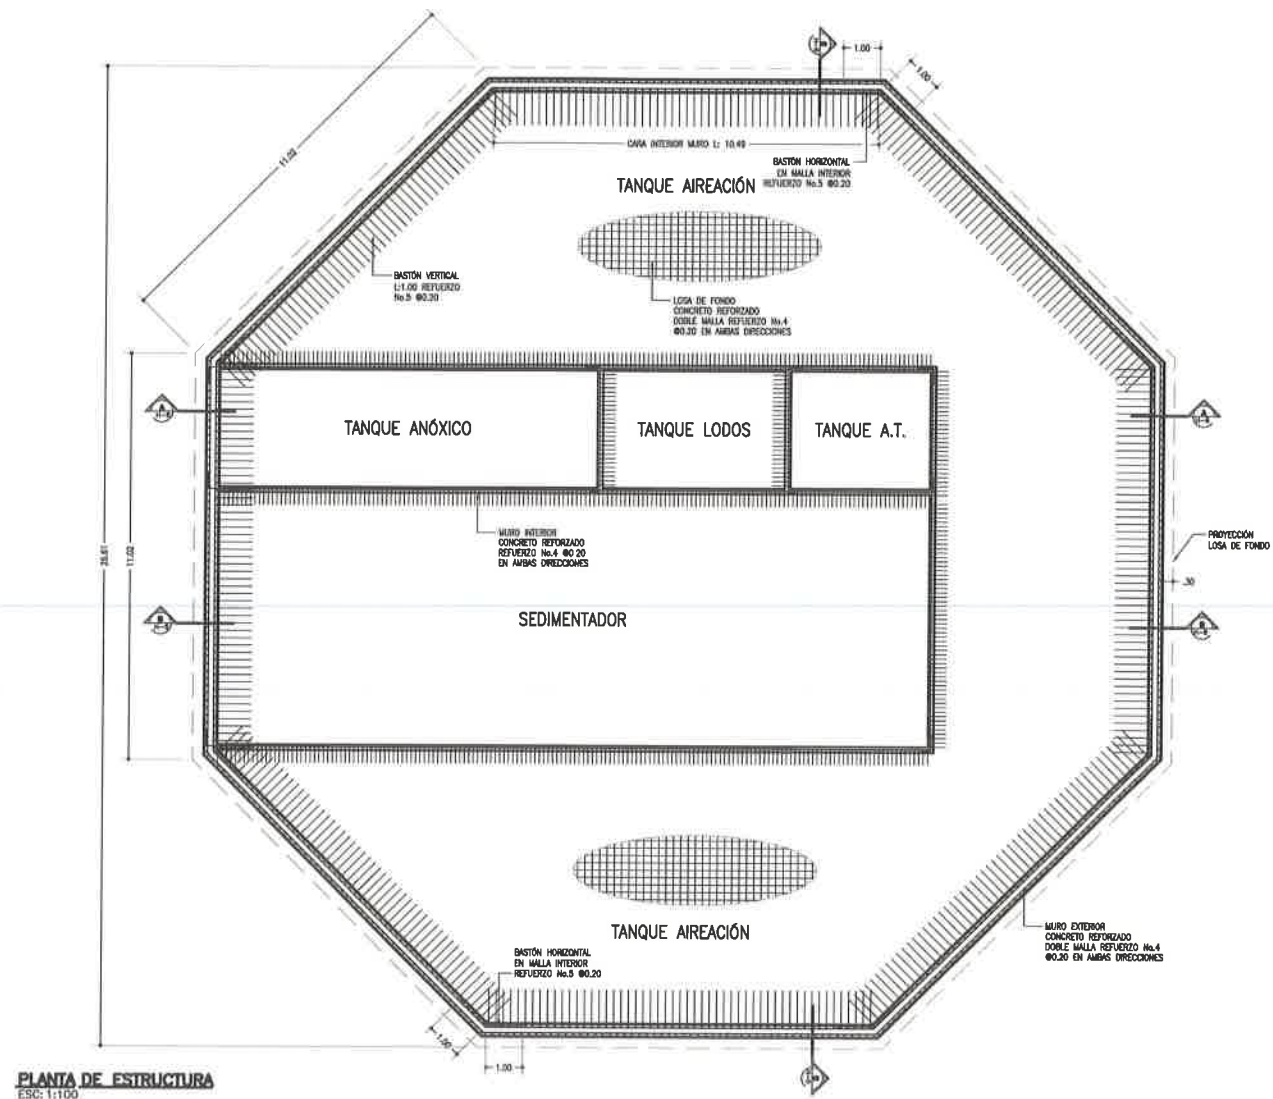 1.00
1.00
11.02
CARA INTERIOR MURO L: 10.49
BASTÓN HORIZONTAL
EN MALLA INTERIOR
REFUERZO No.5 @0.20
TANQUE AIREACIÓN
BASTÓN VERTICAL
L:1.00 REFUERZO
No.5 @0.20
LOSA DE FONDO
CONCRETO REFORZADO
DOBLE MALLA REFUERZO No.4
@0.20 EN AMBAS DIRECCIONES
A
A
TANQUE ANÓXICO
TANQUE LODOS
TANQUE A.T.
MURO INTERIOR
CONCRETO REFORZADO
REFUERZO No.4 @0.20
EN AMBAS DIRECCIONES
PROYECCIÓN
LOSA DE FONDO
11.02
.30
SEDIMENTADOR
B
B
TANQUE AIREACIÓN
MURO EXTERIOR
CONCRETO REFORZADO
DOBLE MALLA REFUERZO No.4
@0.20 EN AMBAS DIRECCIONES
BASTÓN HORIZONTAL
EN MALLA INTERIOR
REFUERZO No.5 @0.20
1.00
1.00
PLANTA DE ESTRUCTURA
ESC: 1:100